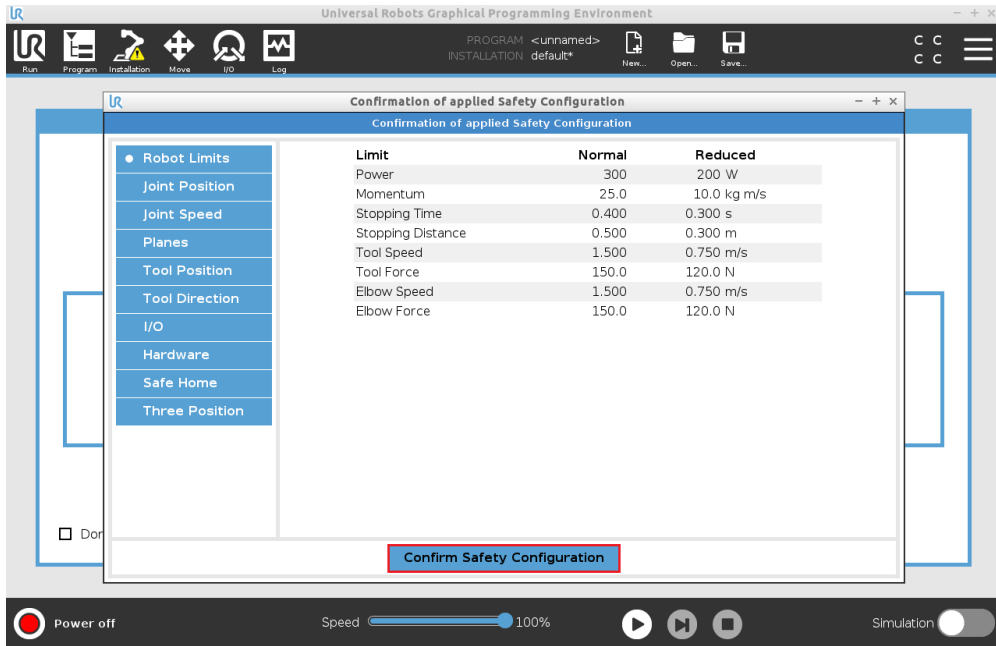 Universal Robots Graphical Programming Environment
PROGRAM <unnamed>
INSTALLATION default*
Run Program Installation Move I/O Log New... Open... Save...
C C
C C
Confirmation of applied Safety Configuration
Confirmation of applied Safety Configuration
Robot Limits
Joint Position
Joint Speed
Planes
Tool Position
Tool Direction
I/O
Hardware
Safe Home
Three Position
Limit Normal Reduced
Power 300 200 W
Momentum 25.0 10.0 kg m/s
Stopping Time 0.400 0.300 s
Stopping Distance 0.500 0.300 m
Tool Speed 1.500 0.750 m/s
Tool Force 150.0 120.0 N
Elbow Speed 1.500 0.750 m/s
Elbow Force 150.0 120.0 N
Dor
Confirm Safety Configuration
Power off Speed 100% Simulation